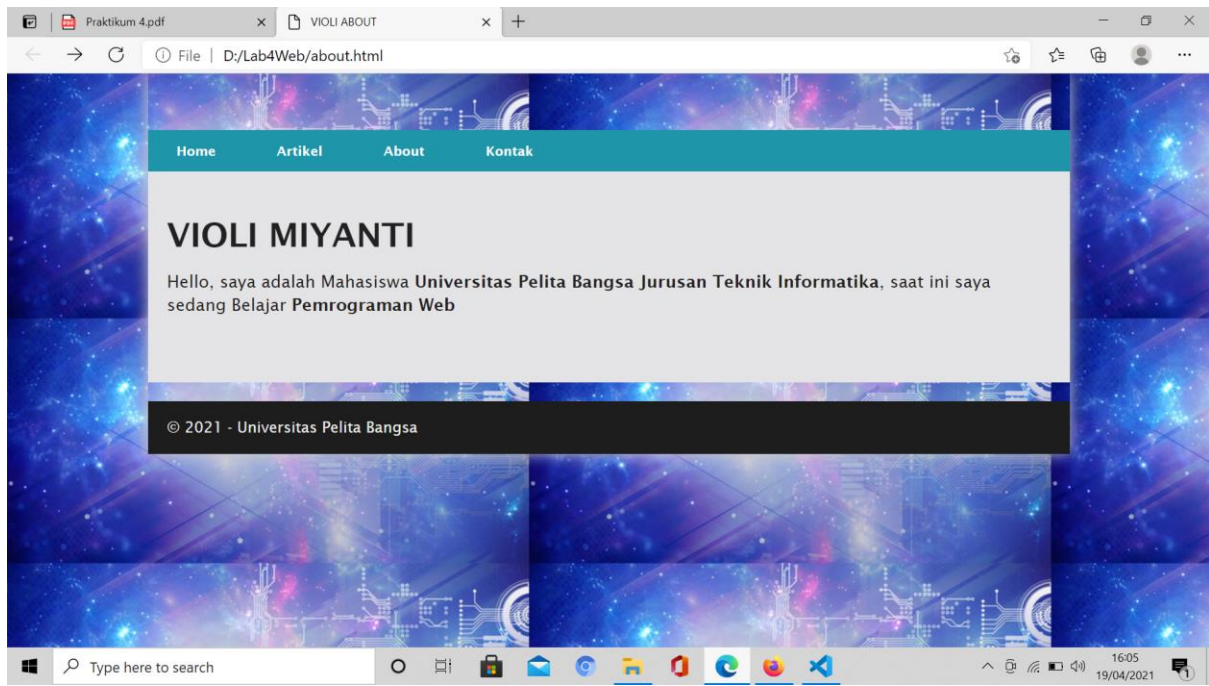 Praktikum 4.pdf
VIOLI ABOUT
File | D:/Lab4Web/about.html
Home Artikel About Kontak
VIOLI MIYANTI
Hello, saya adalah Mahasiswa Universitas Pelita Bangsa Jurusan Teknik Informatika, saat ini saya
sedang Belajar Pemrograman Web
© 2021 - Universitas Pelita Bangsa
Type here to search
16:05
19/04/2021
1